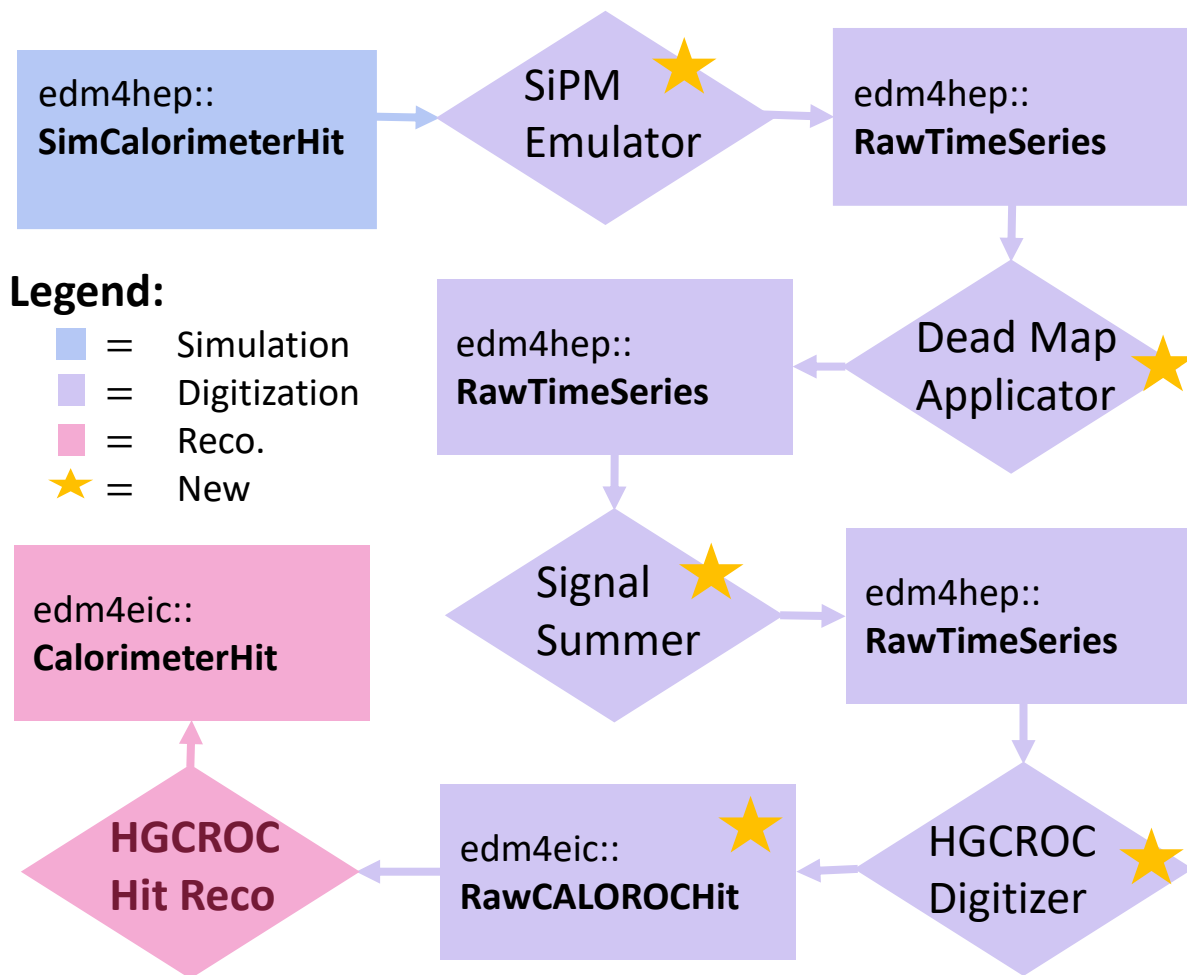 edm4hep::
SimCalorimeterHit
SiPM
Emulator
edm4hep::
RawTimeSeries
Legend:
= Simulation
= Digitization
= Reco.
= New
edm4hep::
RawTimeSeries
Dead Map
Applicator
Signal
Summer
edm4hep::
RawTimeSeries
edm4eic::
CalorimeterHit
HGCROC
Hit Reco
edm4eic::
RawCALOROCHit
HGCROC
Digitizer